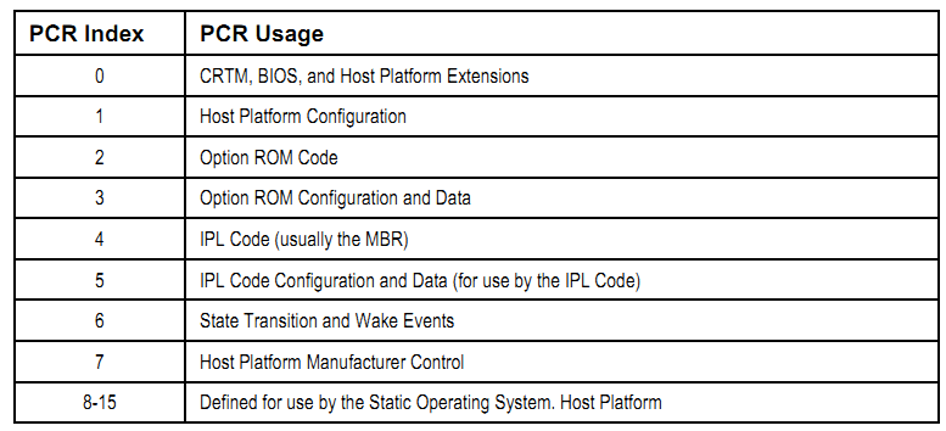 PCR Index PCR Usage
0 CRTM, BIOS, and Host Platform Extensions
1 Host Platform Configuration
2 Option ROM Code
3 Option ROM Configuration and Data
4 IPL Code (usually the MBR)
5 IPL Code Configuration and Data (for use by the IPL Code)
6 State Transition and Wake Events
7 Host Platform Manufacturer Control
8-15 Defined for use by the Static Operating System. Host Platform